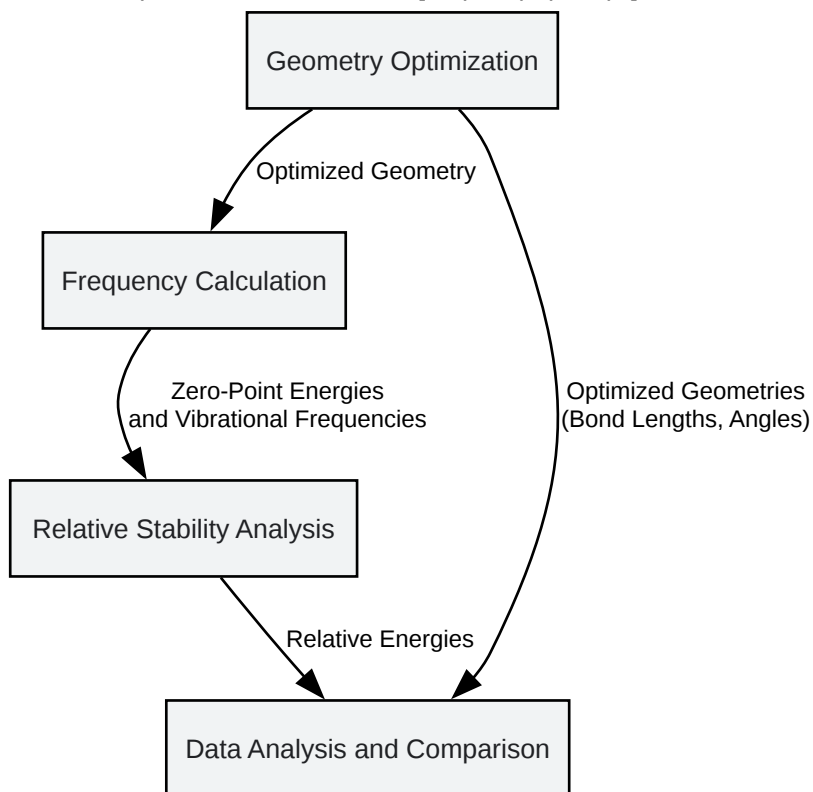 Geometry Optimization
Optimized Geometry
Frequency Calculation
Zero-Point Energies
and Vibrational Frequencies
Optimized Geometries
(Bond Lengths, Angles)
Relative Stability Analysis
Relative Energies
Data Analysis and Comparison